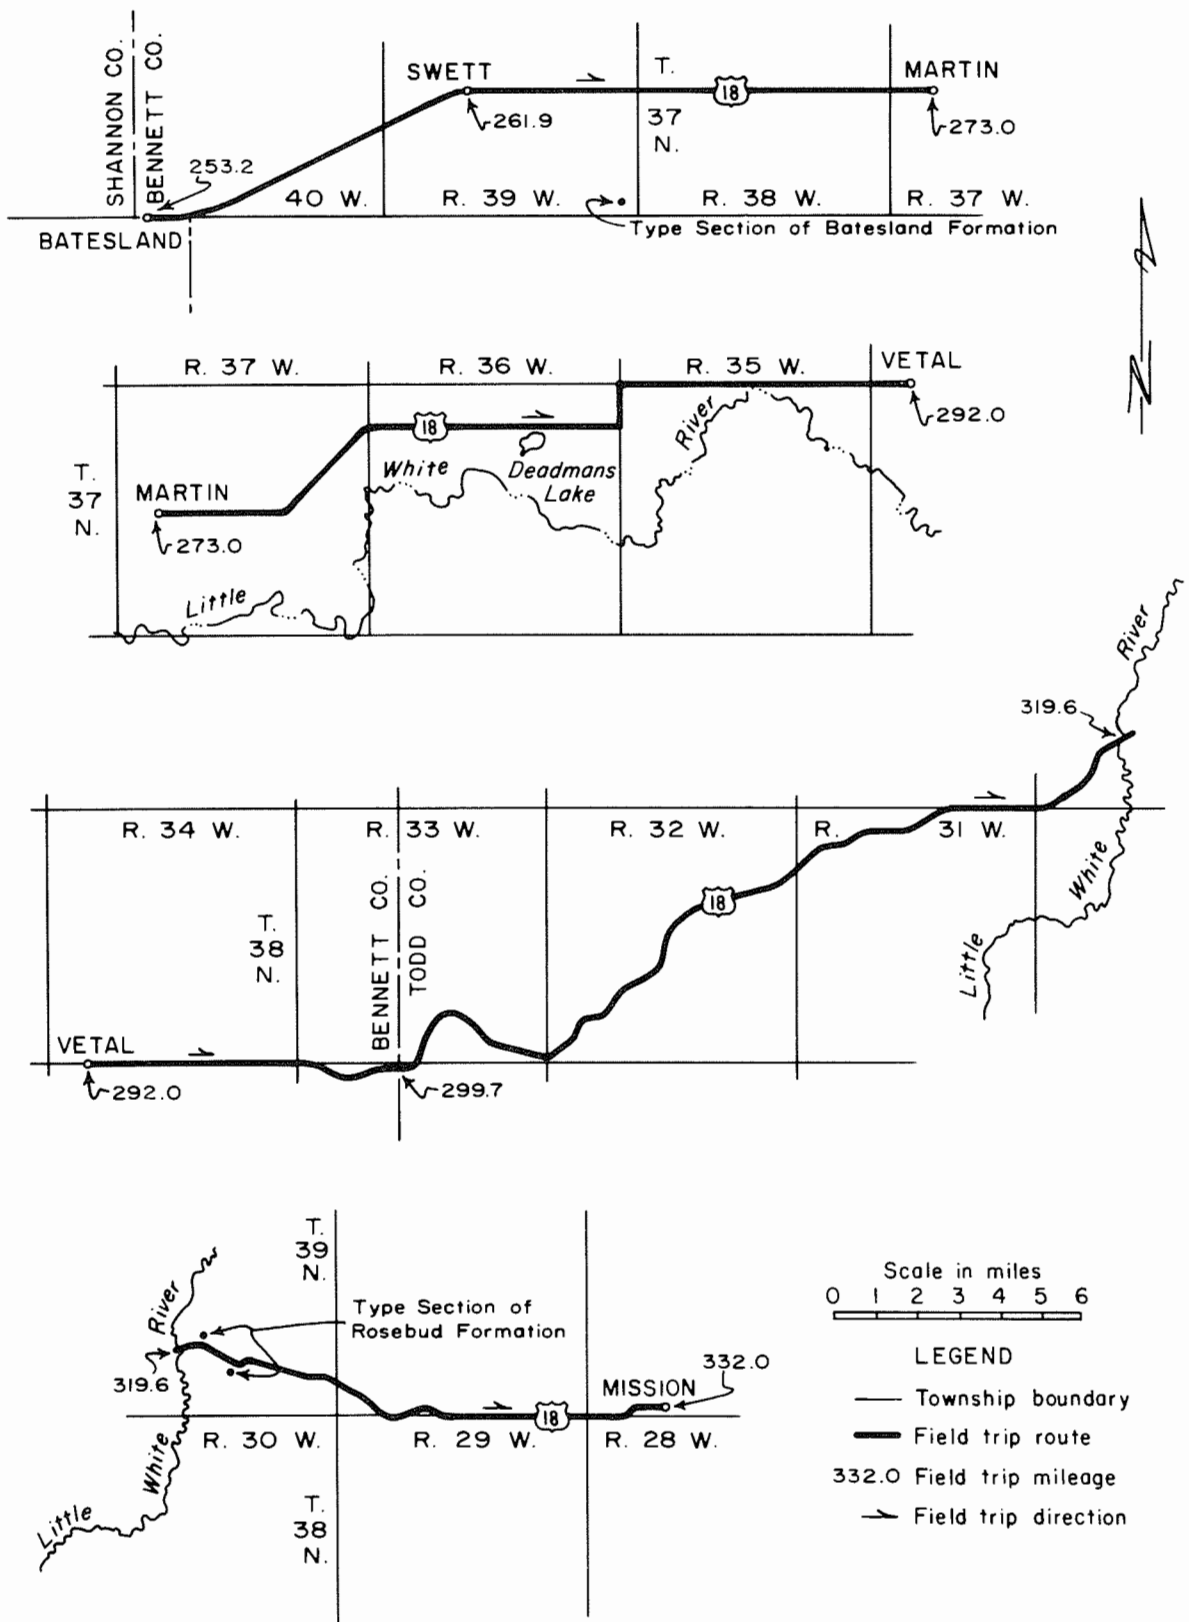 SHANNON CO.
BENNETT CO.
SWETT
T.
37
N.
18
MARTIN
261.9
273.0
253.2
40 W.
R. 39 W.
R. 38 W.
R. 37 W.
BATESLAND
Type Section of Batesland Formation
N
R. 37 W.
R. 36 W.
R. 35 W.
VETAL
292.0
18
River
White
Deadmans
Lake
T.
37
N.
MARTIN
273.0
Little
River
319.6
R. 34 W.
R. 33 W.
R. 32 W.
R. 31 W.
White
18
T.
38
N.
BENNETT CO.
TODD CO.
Little
VETAL
292.0
299.7
T.
39
N.
River
Type Section of
Rosebud Formation
319.6
332.0
MISSION
18
R. 30 W.
R. 29 W.
R. 28 W.
White
Little
T.
38
N.
Scale in miles
0 1 2 3 4 5 6
LEGEND
Township boundary
Field trip route
332.0 Field trip mileage
Field trip direction